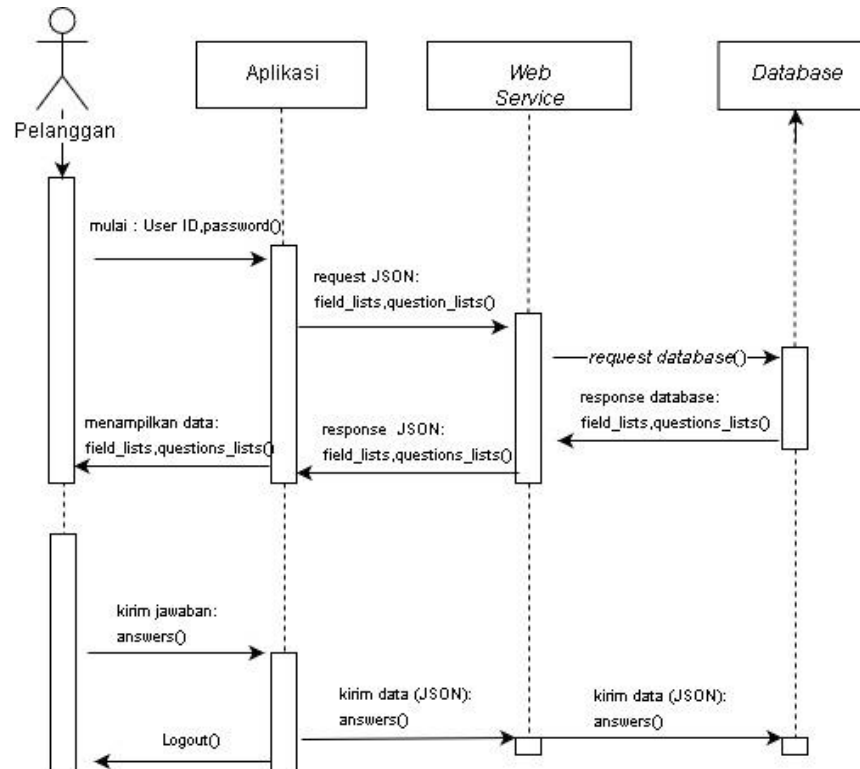 Aplikasi
Web
Service
Database
Pelanggan
mulai : User ID,password()
request JSON:
field_lists,question_lists()
request database()
response database:
field_lists,questions_lists()
menampilkan data:
field_lists,questions_lists()
response JSON:
field_lists,questions_lists()
kirim jawaban:
answers()
kirim data (JSON):
answers()
kirim data (JSON):
answers()
Logout()